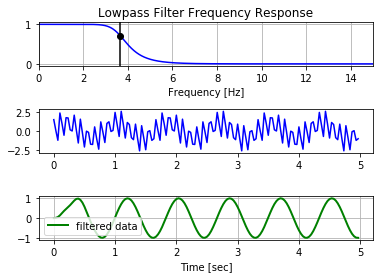 Lowpass Filter Frequency Response
1
0
0 2 4 6 8 10 12 14
Frequency [Hz]
2.5
0.0
−2.5
0 1 2 3 4 5
1
0
−1
filtered data
0 1 2 3 4 5
Time [sec]